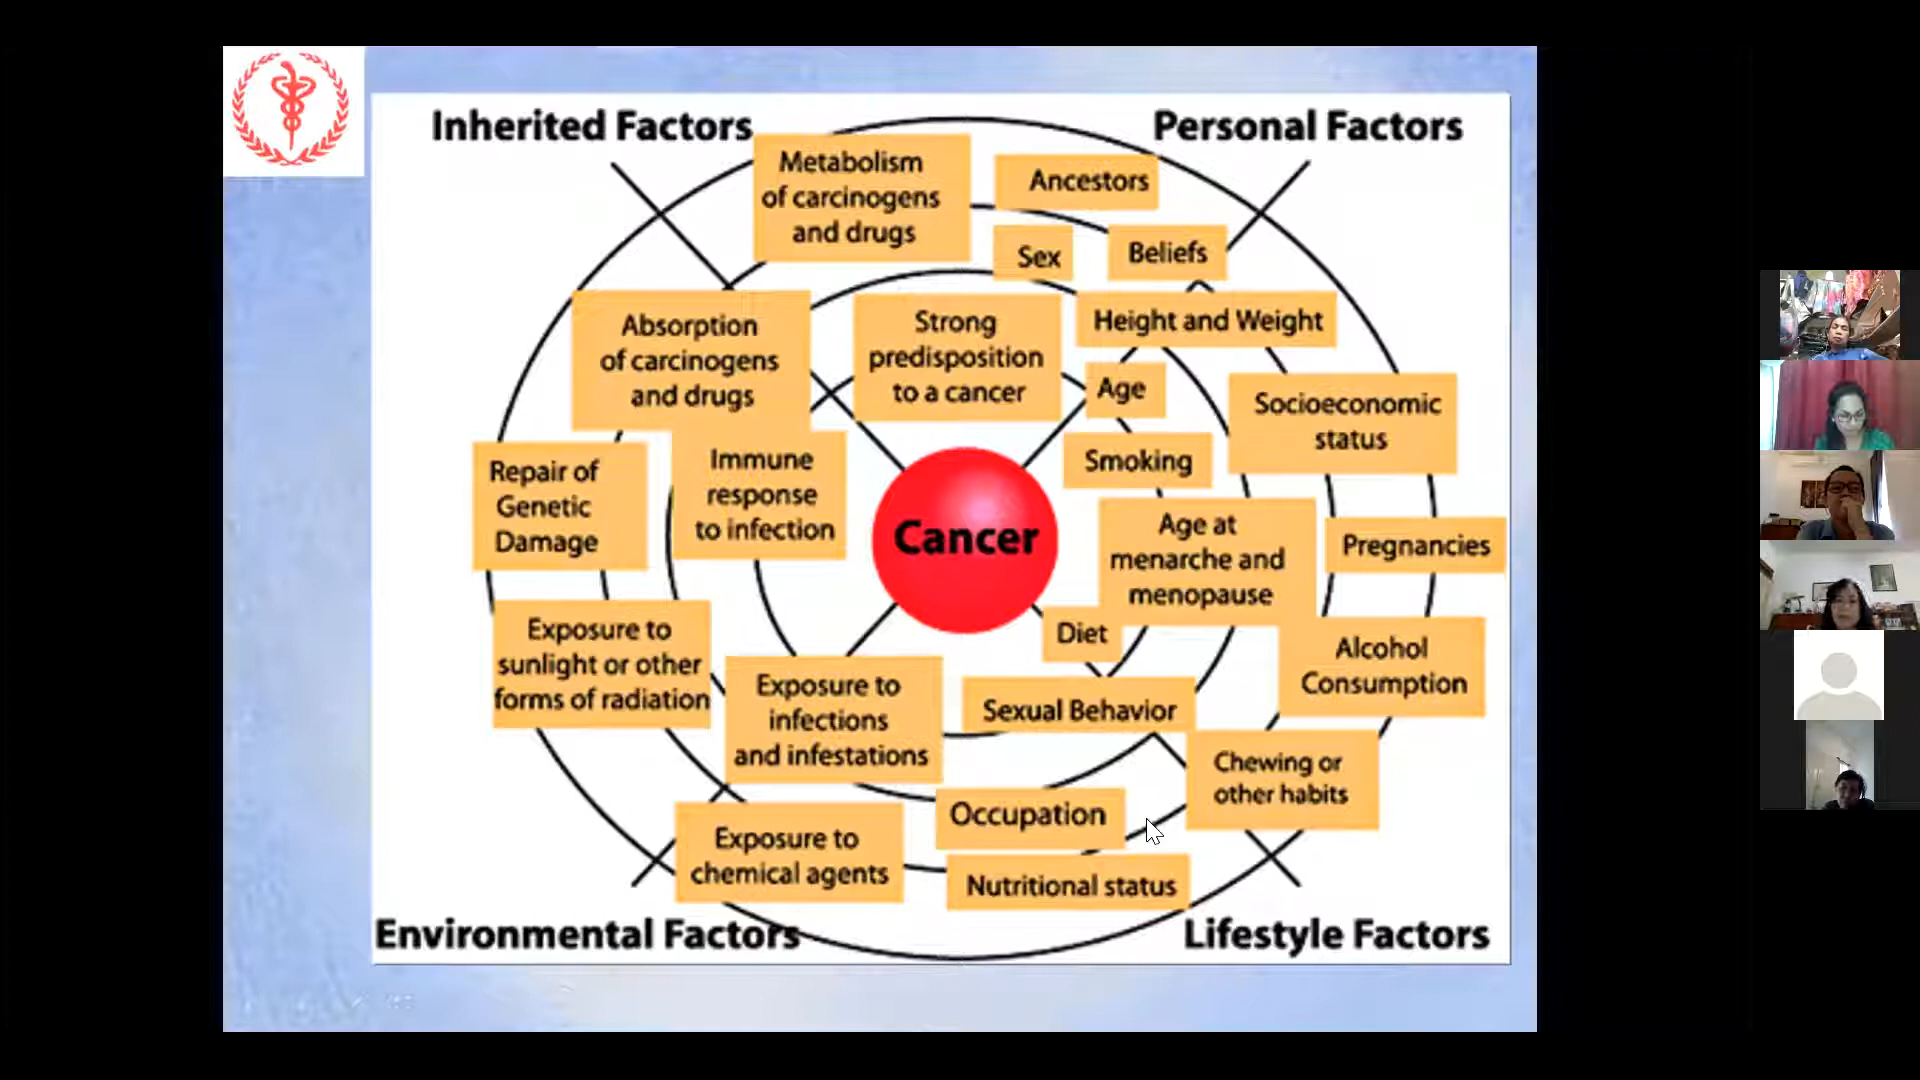 Inherited Factors
Personal Factors
Metabolism
of carcinogens
and drugs
Ancestors
Sex
Beliefs
Absorption
of carcinogens
and drugs
Strong
predisposition
to a cancer
Height and Weight
Age
Socioeconomic
status
Smoking
Repair of
Genetic
Damage
Immune
response
to infection
Cancer
Age at
menarche and
menopause
Pregnancies
Exposure to
sunlight or other
forms of radiation
Diet
Alcohol
Consumption
Exposure to
infections
and infestations
Sexual Behavior
Chewing or
other habits
Occupation
Exposure to
chemical agents
Nutritional status
Environmental Factors
Lifestyle Factors